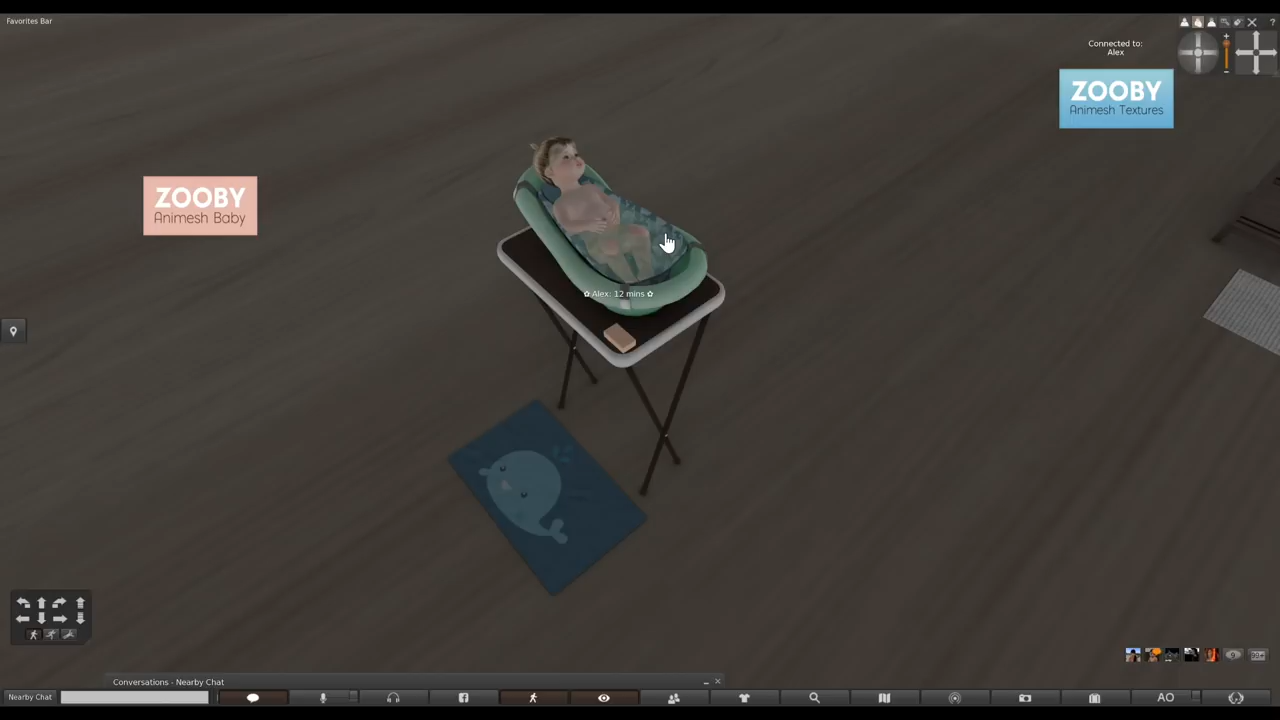 Favorites Bar
Connected to:
Alex
ZOOBY
Animesh Textures
ZOOBY
Animesh Baby
✿ Alex: 12 mins ✿
Conversations - Nearby Chat
Nearby Chat
AO